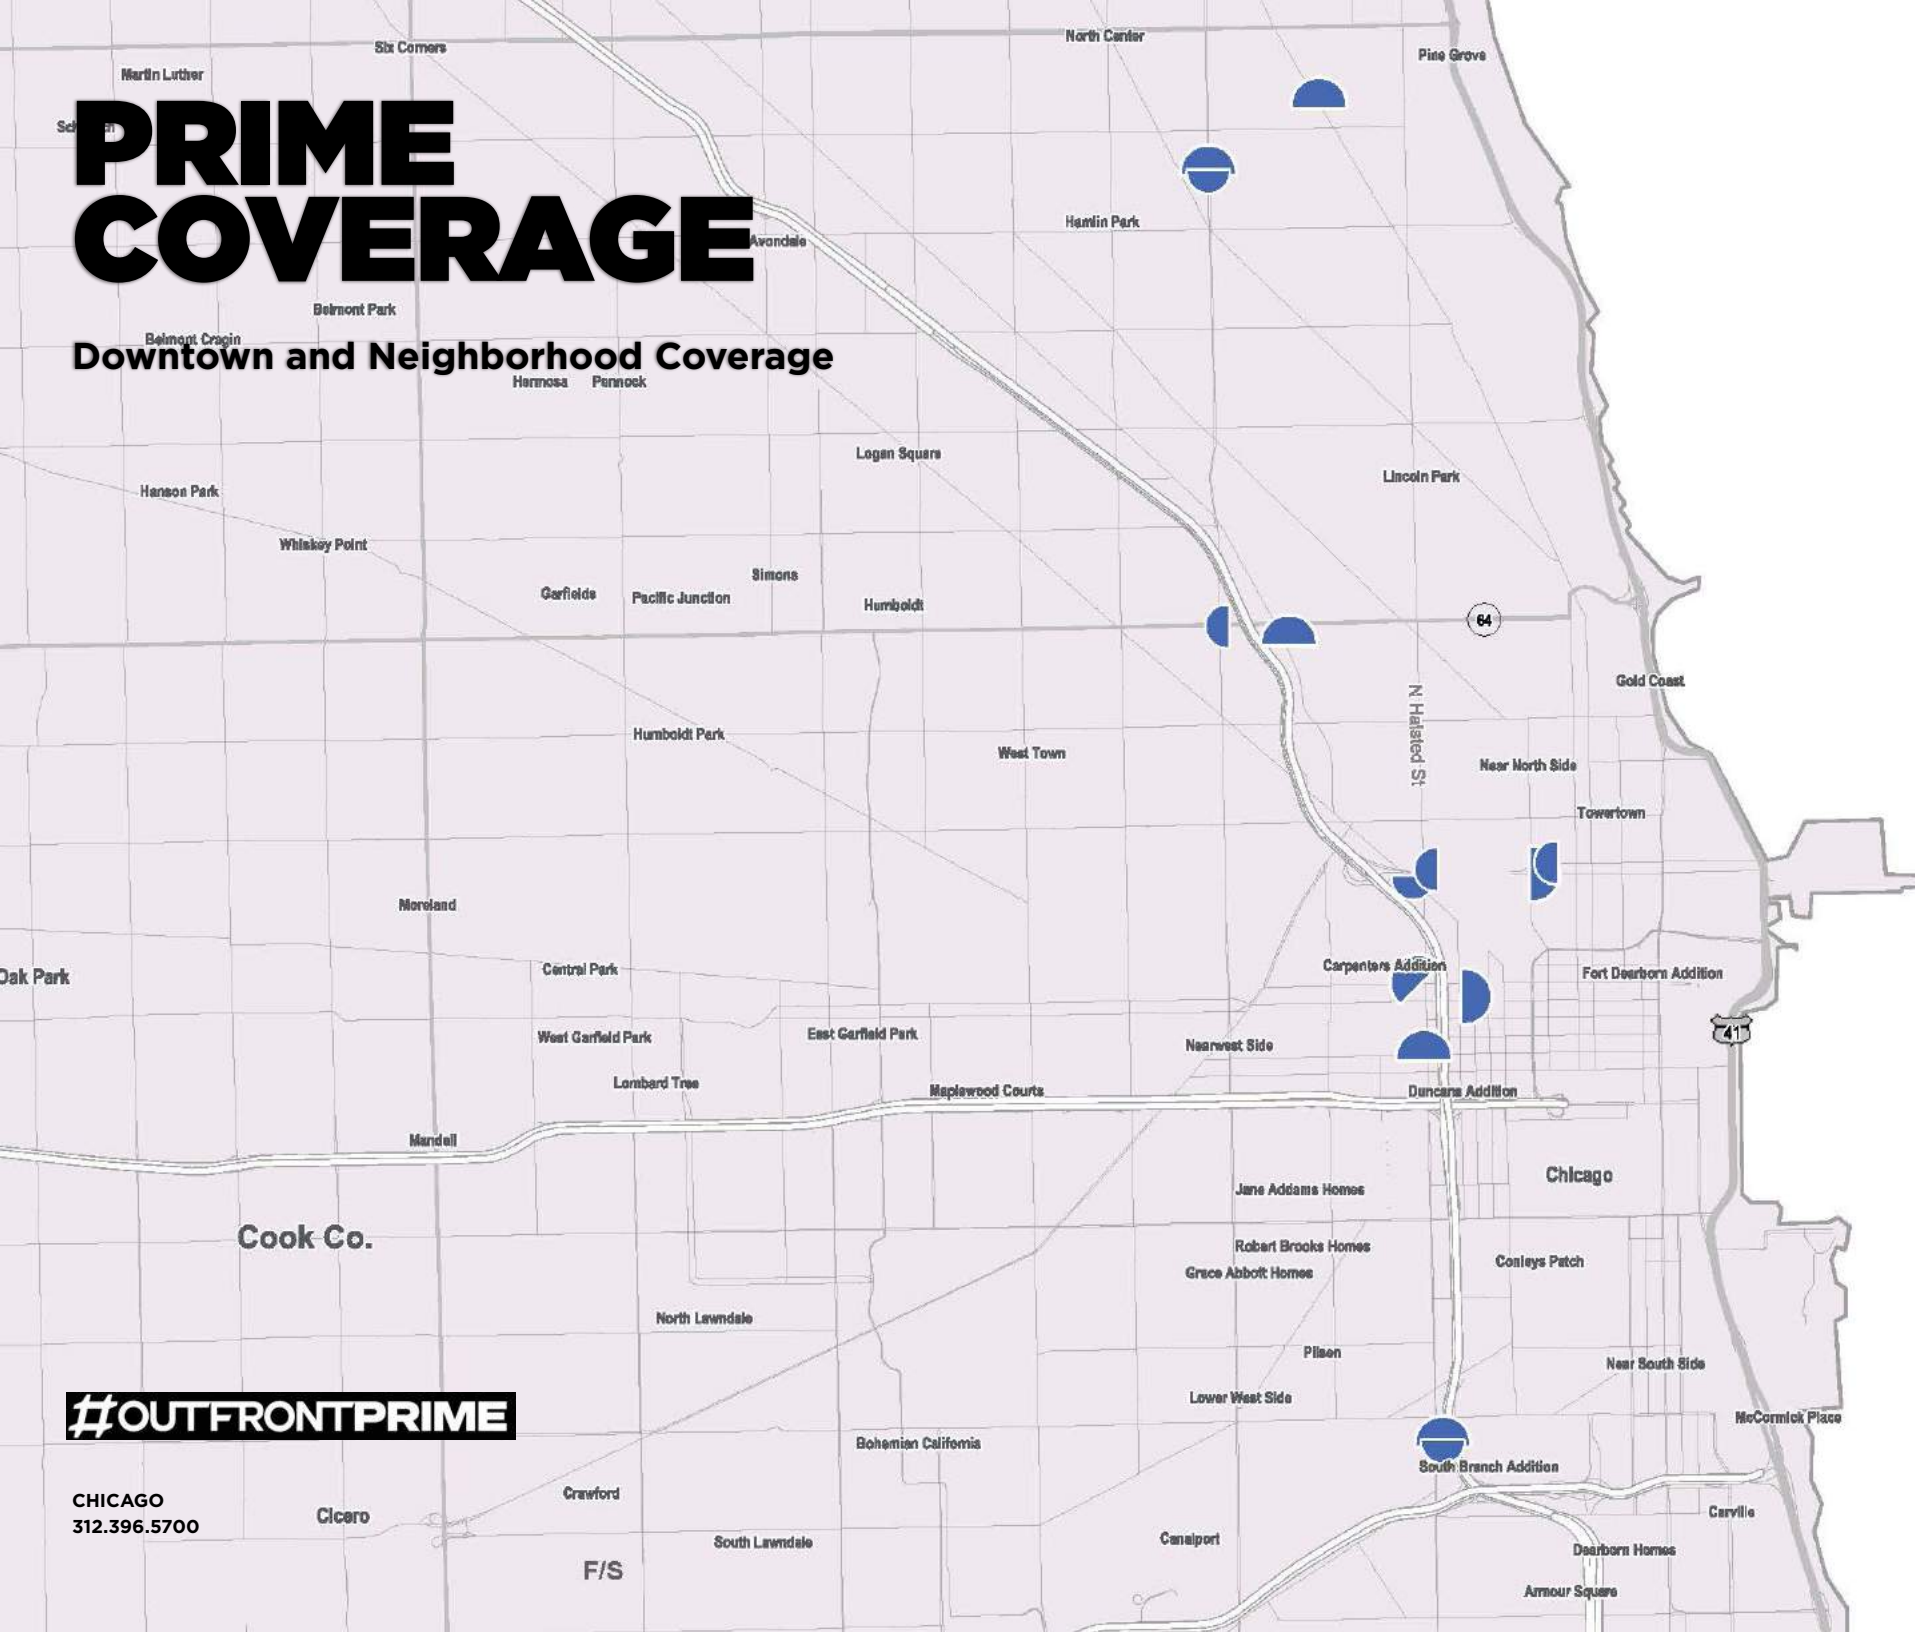 Six Corners
North Center
Pine Grove
Martin Luther
PRIME
COVERAGE
Hamlin Park
Avondale
Belmont Park
Belmont Cragin
Downtown and Neighborhood Coverage
Hermosa
Pennock
Logan Square
Lincoln Park
Hanson Park
Whiskey Point
Simons
Garfields
Pacific Junction
Humboldt
64
Gold Coast
N Halsted St
Humboldt Park
West Town
Near North Side
Towertown
Moreland
Carpenters Addition
Central Park
Fort Dearborn Addition
Oak Park
41
West Garfield Park
East Garfield Park
Nearwest Side
Lombard Tree
Maplewood Courts
Duncans Addition
Mandell
Chicago
Jane Addams Homes
Cook Co.
Robert Brooks Homes
Conleys Patch
Grace Abbott Homes
North Lawndale
Pilsen
Near South Side
Lower West Side
#OUTFRONTPRIME
McCormick Place
Bohemian California
South Branch Addition
Crawford
CHICAGO
312.396.5700
Cicero
Carville
South Lawndale
Canalport
Dearborn Homes
F/S
Armour Square